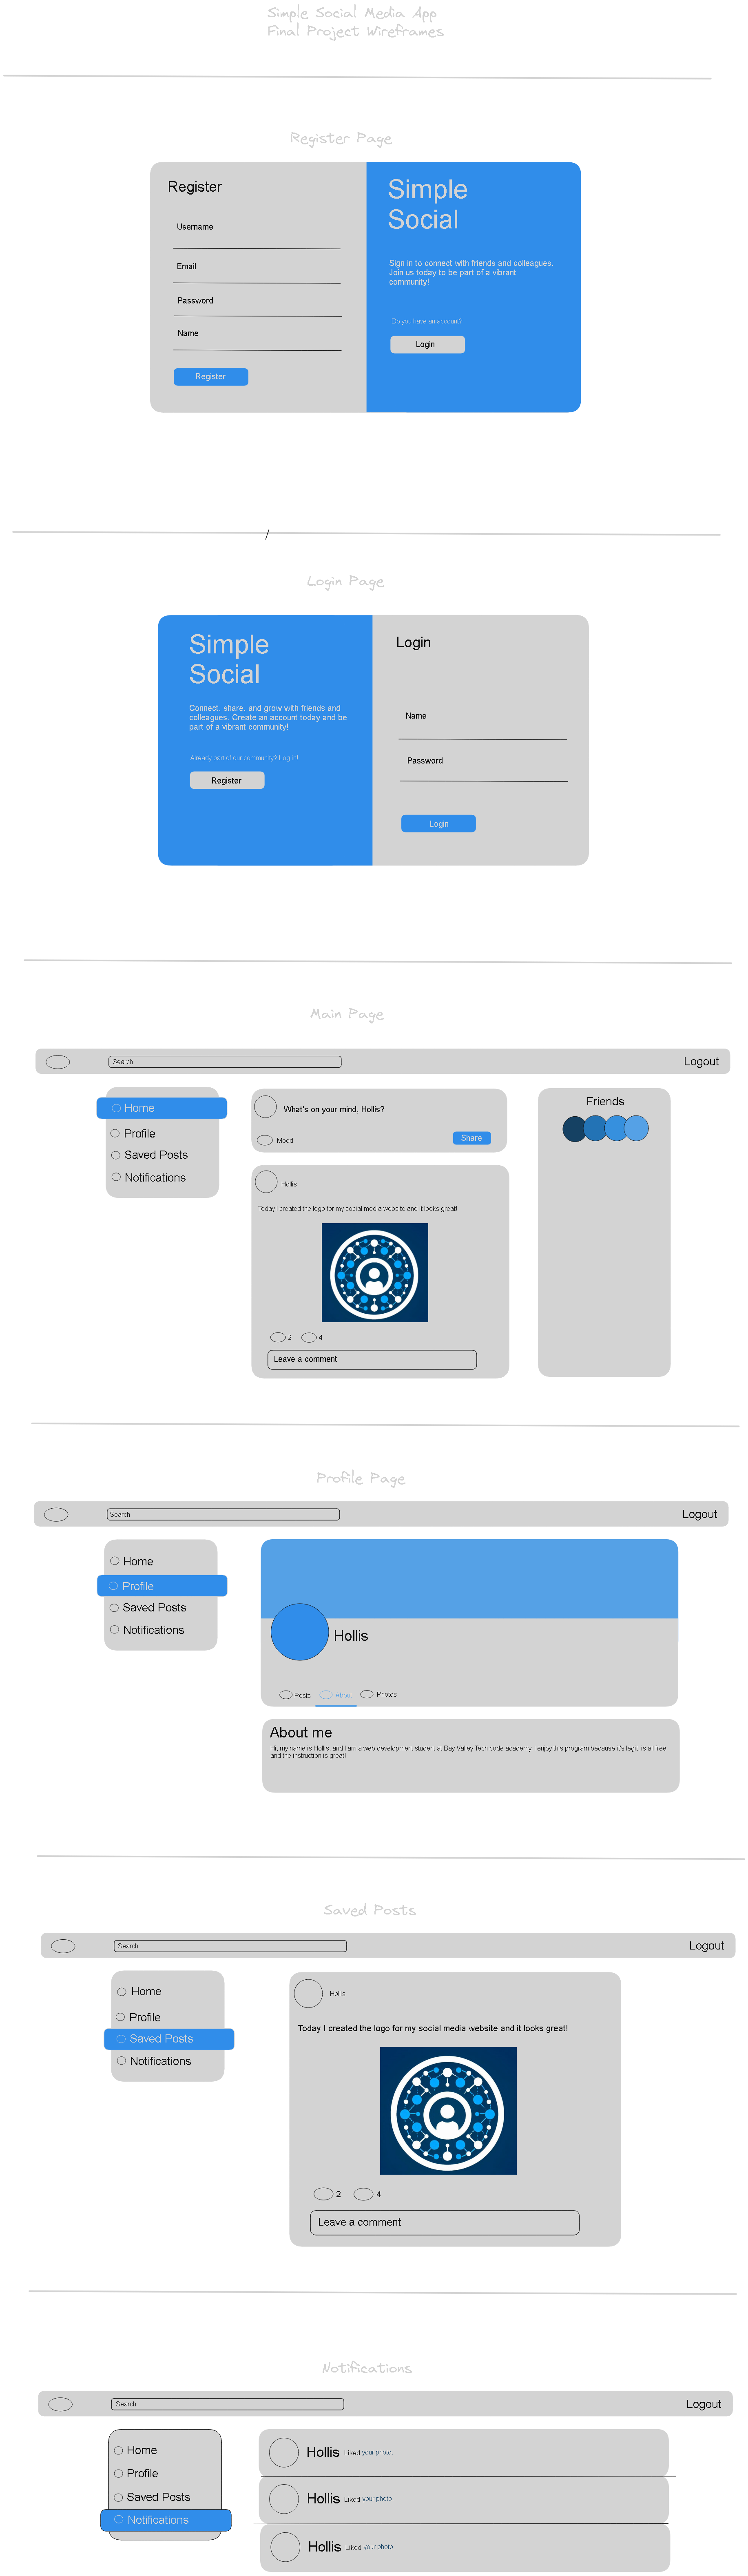 Simple Social Media App
Final Project Wireframes
Register Page
Register
Username
Email
Password
Name
Register
Simple
Social
Sign in to connect with friends and colleagues.
Join us today to be part of a vibrant
community!
Do you have an account?
Login
/
Login Page
Simple
Social
Connect, share, and grow with friends and
colleagues. Create an account today and be
part of a vibrant community!
Already part of our community? Log in!
Register
Login
Name
Password
Login
Main Page
Search
Logout
Home
Profile
Saved Posts
Notifications
What's on your mind, Hollis?
Mood
Share
Hollis
Today I created the logo for my social media website and it looks great!
2
4
Leave a comment
Friends
Profile Page
Search
Logout
Home
Profile
Saved Posts
Notifications
Hollis
Posts
About
Photos
About me
Hi, my name is Hollis, and I am a web development student at Bay Valley Tech code academy. I enjoy this program because it's legit, is all free
and the instruction is great!
Saved Posts
Search
Logout
Home
Profile
Saved Posts
Notifications
Hollis
Today I created the logo for my social media website and it looks great!
2
4
Leave a comment
Notifications
Search
Logout
Home
Profile
Saved Posts
Notifications
Hollis Liked your photo.
Hollis Liked your photo.
Hollis Liked your photo.